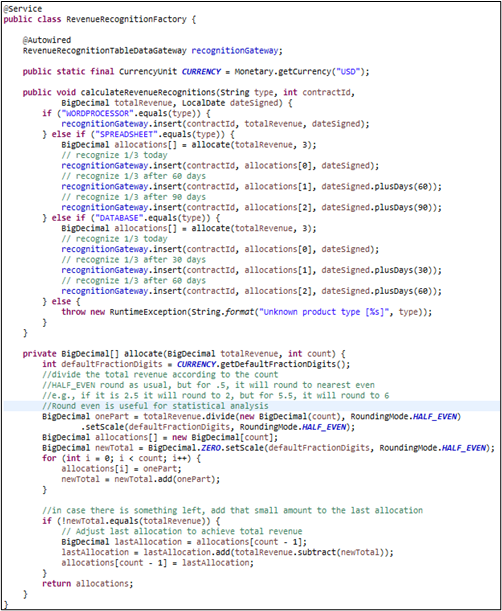 @Service
public class RevenueRecognitionFactory {
@Autowired
RevenueRecognitionTableDataGateway recognitionGateway;
public static final CurrencyUnit CURRENCY = Monetary.getCurrency("USD");
public void calculateRevenueRecognitions(String type, int contractId,
BigDecimal totalRevenue, LocalDate dateSigned) {
if ("WORDPROCESSOR".equals(type)) {
recognitionGateway.insert(contractId, totalRevenue, dateSigned);
} else if ("SPREADSHEET".equals(type)) {
BigDecimal allocations[] = allocate(totalRevenue, 3);
// recognize 1/3 today
recognitionGateway.insert(contractId, allocations[0], dateSigned);
// recognize 1/3 after 60 days
recognitionGateway.insert(contractId, allocations[1], dateSigned.plusDays(60));
// recognize 1/3 after 90 days
recognitionGateway.insert(contractId, allocations[2], dateSigned.plusDays(90));
} else if ("DATABASE".equals(type)) {
BigDecimal allocations[] = allocate(totalRevenue, 3);
// recognize 1/3 today
recognitionGateway.insert(contractId, allocations[0], dateSigned);
// recognize 1/3 after 30 days
recognitionGateway.insert(contractId, allocations[1], dateSigned.plusDays(30));
// recognize 1/3 after 60 days
recognitionGateway.insert(contractId, allocations[2], dateSigned.plusDays(60));
} else {
throw new RuntimeException(String.format("Unknown product type [%s]", type));
}
}
private BigDecimal[] allocate(BigDecimal totalRevenue, int count) {
int defaultFractionDigits = CURRENCY.getDefaultFractionDigits();
//divide the total revenue according to the count
//HALF_EVEN round as usual, but for .5, it will round to nearest even
//e.g., if it is 2.5 it will round to 2, but for 5.5, it will round to 6
//Round even is useful for statistical analysis
BigDecimal onePart = totalRevenue.divide(new BigDecimal(count), RoundingMode.HALF_EVEN)
.setScale(defaultFractionDigits, RoundingMode.HALF_EVEN);
BigDecimal allocations[] = new BigDecimal[count];
BigDecimal newTotal = BigDecimal.ZERO.setScale(defaultFractionDigits, RoundingMode.HALF_EVEN);
for (int i = 0; i < count; i++) {
allocations[i] = onePart;
newTotal = newTotal.add(onePart);
}
//in case there is something left, add that small amount to the last allocation
if (!newTotal.equals(totalRevenue)) {
// Adjust last allocation to achieve total revenue
BigDecimal lastAllocation = allocations[count - 1];
lastAllocation = lastAllocation.add(totalRevenue.subtract(newTotal));
allocations[count - 1] = lastAllocation;
}
return allocations;
}
}